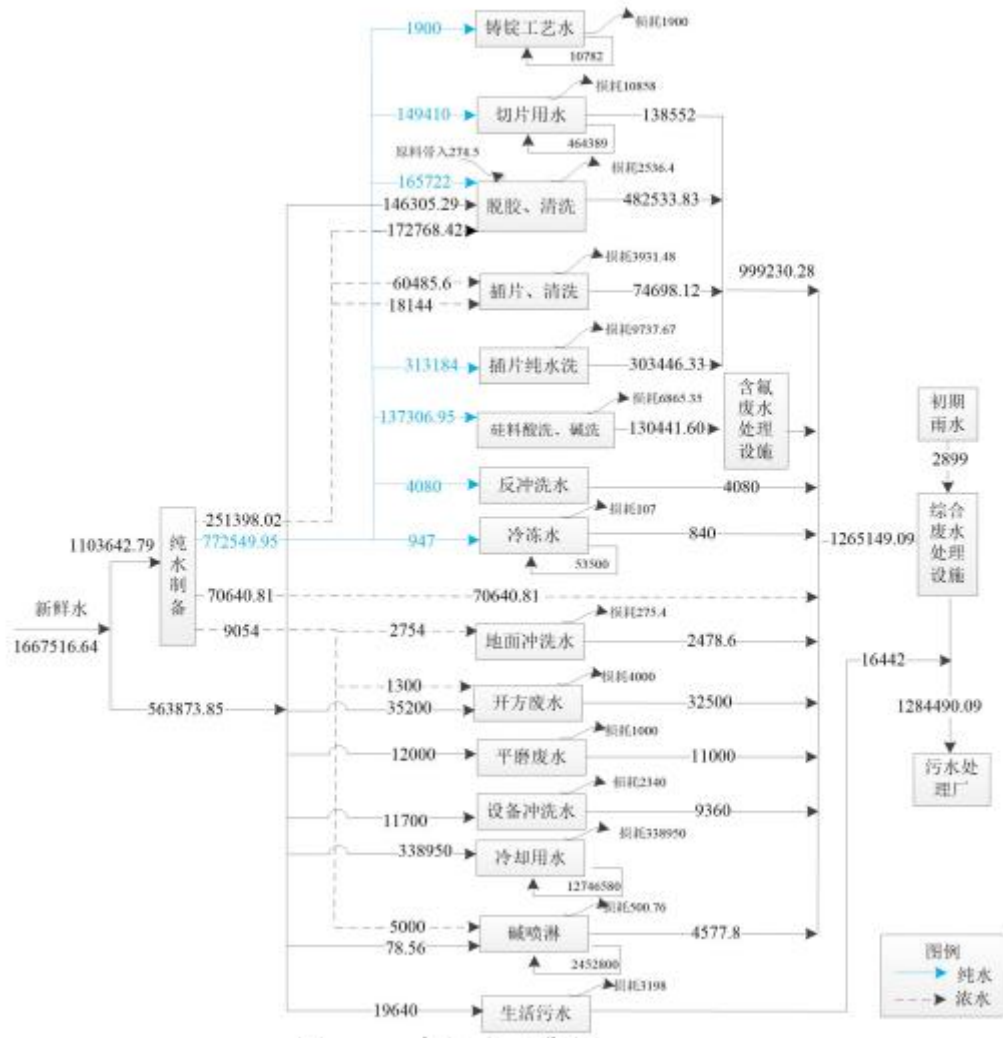 1900
铸锭工艺水
损耗1900
10782
149410
切片用水
损耗10858
138552
464389
原料带入274.5
165722
146305.29
172768.42
脱胶、清洗
损耗2536.4
482533.83
60485.6
18144
插片、清洗
损耗3931.48
74698.12
999230.28
313184
插片纯水洗
损耗9737.67
303446.33
137306.95
硅料酸洗、碱洗
损耗6865.35
130441.60
含氟
废水
处理
设施
初期
雨水
2899
4080
反冲洗水
4080
251398.02
772549.95
947
冷冻水
损耗107
840
53500
1265149.09
综合
废水
处理
设施
1103642.79
纯
水
制
备
70640.81
70640.81
新鲜水
1667516.64
9054
2754
地面冲洗水
损耗275.4
2478.6
16442
563873.85
1300
35200
开方废水
损耗4000
32500
1284490.09
12000
平磨废水
损耗1000
11000
污水处
理厂
11700
设备冲洗水
损耗2340
9360
338950
冷却用水
损耗338950
12746580
5000
78.56
碱喷淋
损耗500.76
4577.8
2452800
19640
生活污水
损耗3198
图例
纯水
浓水